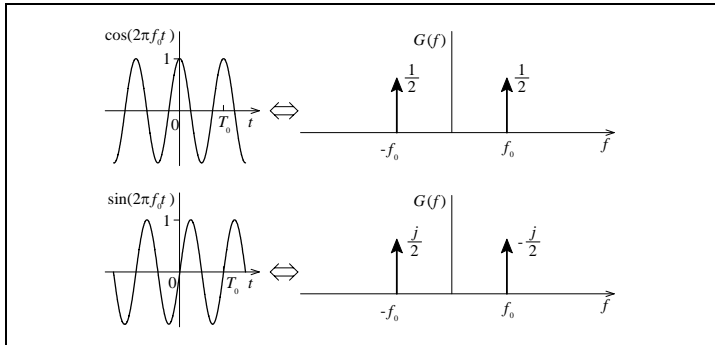 cos(2πf₀t)
1
0
T₀
t
⇔
G(f)
1/2
1/2
-f₀
f₀
f
sin(2πf₀t)
1
0
T₀
t
⇔
G(f)
j/2
-j/2
-f₀
f₀
f